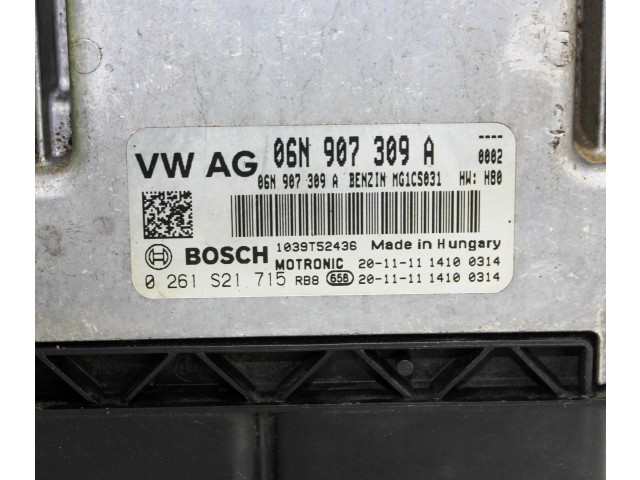 VW AG 06N 907 309 A ----
0002
06N 907 309 A BENZIN MG1CS031 HW: H80
BOSCH 1039T52436 Made in Hungary
MOTRONIC 20-11-11 1410 0314
0 261 S21 715 RB8 658 20-11-11 1410 0314